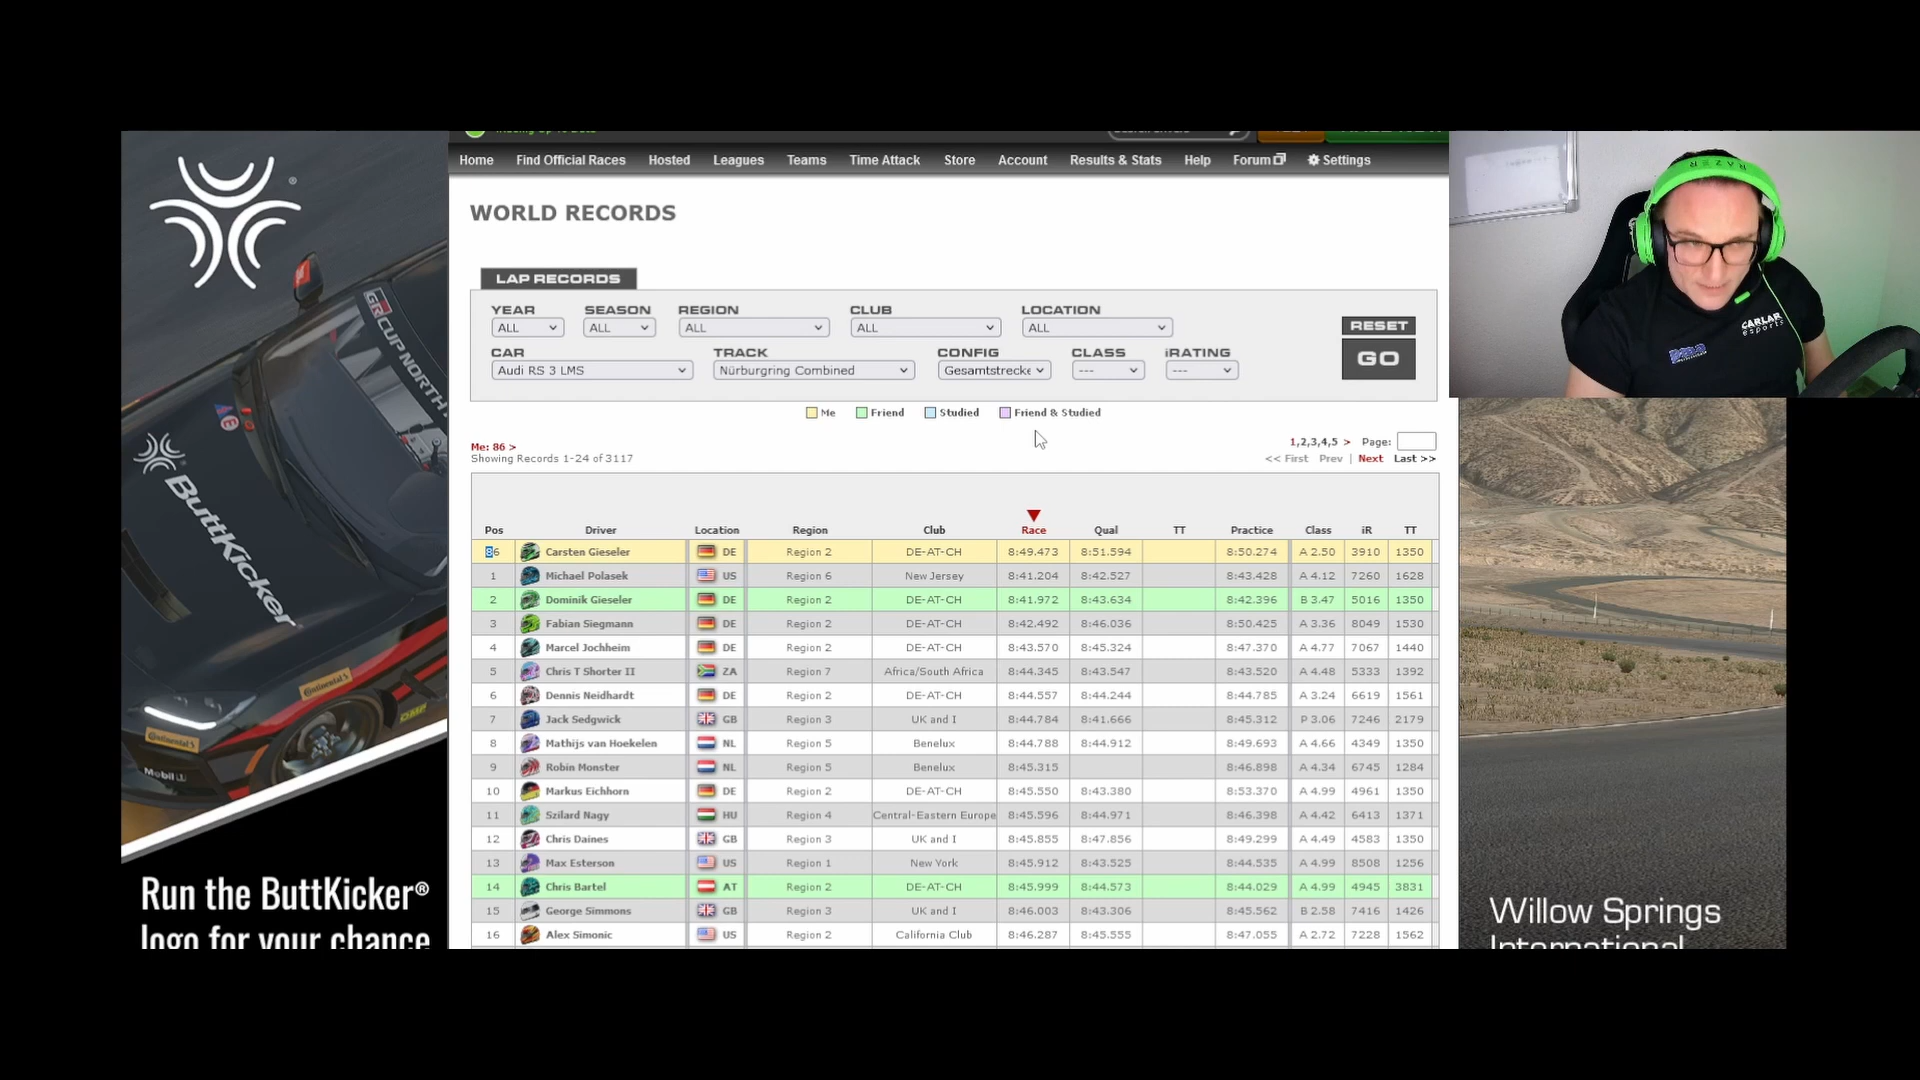 Home Find Official Races Hosted Leagues Teams Time Attack Store Account Results & Stats Help Forum Settings
WORLD RECORDS
LAP RECORDS
YEAR SEASON REGION CLUB LOCATION
ALL ALL ALL ALL ALL
RESET
CAR TRACK CONFIG CLASS iRATING
Audi RS 3 LMS Nürburgring Combined Gesamtstrecke --- ---
GO
Me Friend Studied Friend & Studied
Me: 86 >
1,2,3,4,5 > Page:
Showing Records 1-24 of 3117
<< First Prev | Next Last >>
Pos Driver Location Region Club Race Qual TT Practice Class iR TT
86 Carsten Gieseler DE Region 2 DE-AT-CH 8:49.473 8:51.594 8:50.274 A 2.50 3910 1350
1 Michael Polasek US Region 6 New Jersey 8:41.204 8:42.527 8:43.428 A 4.12 7260 1628
2 Dominik Gieseler DE Region 2 DE-AT-CH 8:41.972 8:43.634 8:42.396 B 3.47 5016 1350
3 Fabian Siegmann DE Region 2 DE-AT-CH 8:42.492 8:46.036 8:50.425 A 3.36 8049 1530
4 Marcel Jochheim DE Region 2 DE-AT-CH 8:43.570 8:45.324 8:47.370 A 4.77 7067 1440
5 Chris T Shorter II ZA Region 7 Africa/South Africa 8:44.345 8:43.547 8:43.520 A 4.48 5333 1392
6 Dennis Neidhardt DE Region 2 DE-AT-CH 8:44.557 8:44.244 8:44.785 A 3.24 6619 1561
7 Jack Sedgwick GB Region 3 UK and I 8:44.784 8:41.666 8:45.312 P 3.06 7246 2179
8 Mathijs van Hoekelen NL Region 5 Benelux 8:44.788 8:44.912 8:49.693 A 4.66 4349 1350
9 Robin Monster NL Region 5 Benelux 8:45.315 8:46.898 A 4.34 6745 1284
10 Markus Eichhorn DE Region 2 DE-AT-CH 8:45.550 8:43.380 8:53.370 A 4.99 4961 1350
11 Szilard Nagy HU Region 4 Central-Eastern Europe 8:45.596 8:44.971 8:46.398 A 4.42 6413 1371
12 Chris Daines GB Region 3 UK and I 8:45.855 8:47.856 8:49.299 A 4.49 4583 1350
13 Max Esterson US Region 1 New York 8:45.912 8:43.525 8:44.535 A 4.99 8508 1256
14 Chris Bartel AT Region 2 DE-AT-CH 8:45.999 8:44.573 8:44.029 A 4.99 4945 3831
15 George Simmons GB Region 3 UK and I 8:46.003 8:43.306 8:45.562 B 2.58 7416 1426
16 Alex Simonic US Region 2 California Club 8:46.287 8:45.555 8:47.055 A 2.72 7228 1562
GR CUP NORTH
ButtKicker
Continental
Continental
Mobil
Run the ButtKicker®
logo for your chance
RAZER
CARLAR
esports
Willow Springs
International